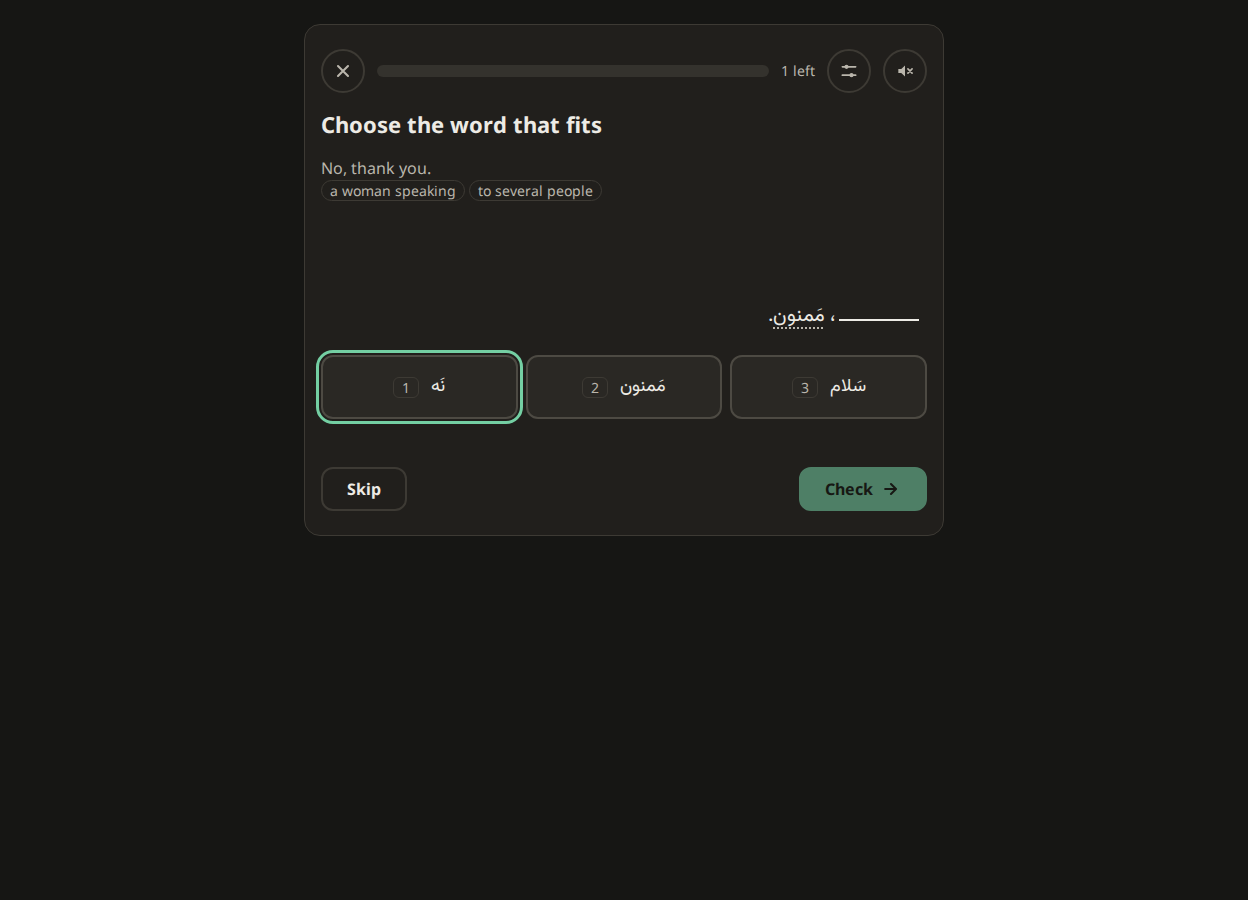 1 left
Choose the word that fits
No, thank you.
a woman speaking to several people
_______، مَمنون.
1 نَه
2 مَمنون
3 سَلام
Skip
Check →